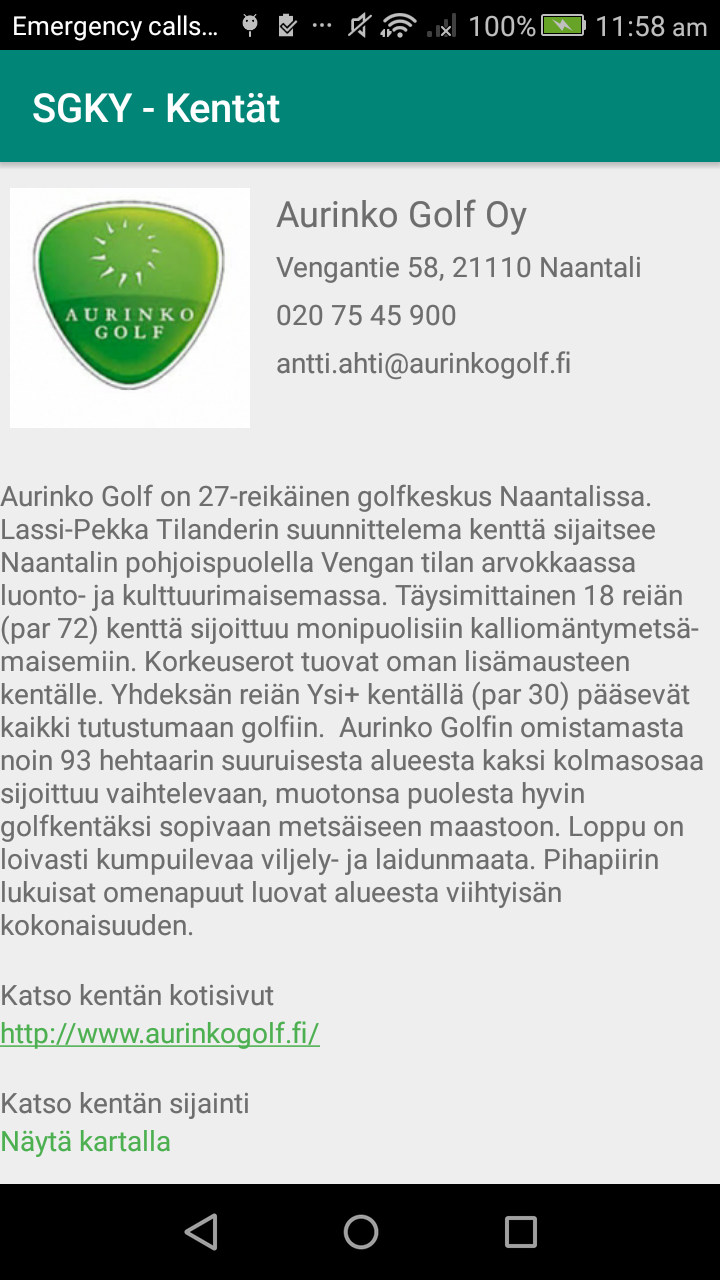 Emergency calls... 100% 11:58 am
SGKY - Kentät
AURINKO
GOLF
Aurinko Golf Oy
Vengantie 58, 21110 Naantali
020 75 45 900
antti.ahti@aurinkogolf.fi
Aurinko Golf on 27-reikäinen golfkeskus Naantalissa.
Lassi-Pekka Tilanderin suunnittelema kenttä sijaitsee
Naantalin pohjoispuolella Vengan tilan arvokkaassa
luonto- ja kulttuurimaisemassa. Täysimittainen 18 reiän
(par 72) kenttä sijoittuu monipuolisiin kalliomäntymetsä-
maisemiin. Korkeuserot tuovat oman lisämausteen
kentälle. Yhdeksän reiän Ysi+ kentällä (par 30) pääsevät
kaikki tutustumaan golfiin.  Aurinko Golfin omistamasta
noin 93 hehtaarin suuruisesta alueesta kaksi kolmasosaa
sijoittuu vaihtelevaan, muotonsa puolesta hyvin
golfkentäksi sopivaan metsäiseen maastoon. Loppu on
loivasti kumpuilevaa viljely- ja laidunmaata. Pihapiirin
lukuisat omenapuut luovat alueesta viihtyisän
kokonaisuuden.
Katso kentän kotisivut
http://www.aurinkogolf.fi/
Katso kentän sijainti
Näytä kartalla